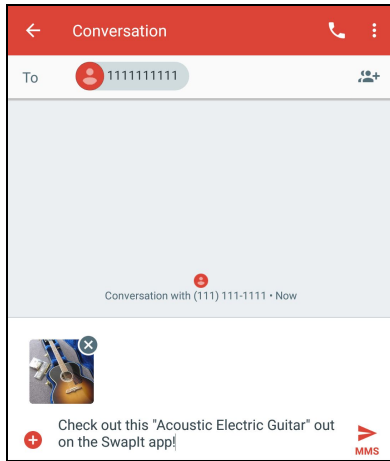 Conversation
To 1111111111
Conversation with (111) 111-1111 • Now
Check out this "Acoustic Electric Guitar" out
on the SwapIt app!
MMS